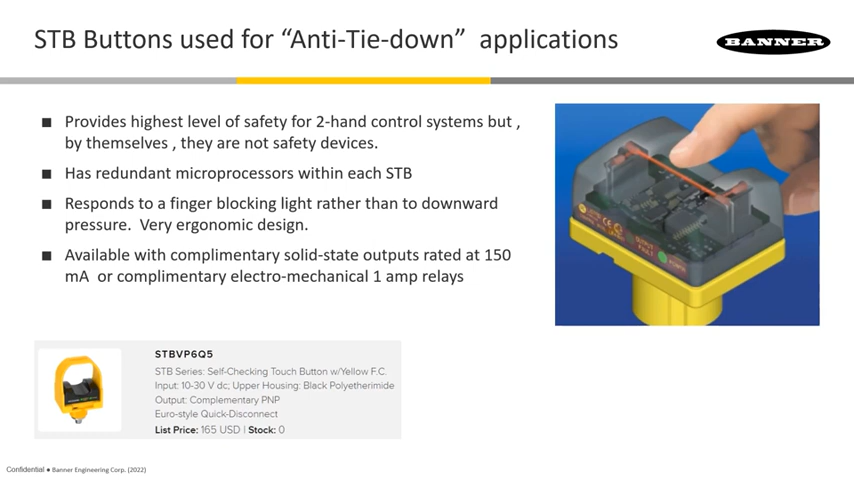 STB Buttons used for “Anti-Tie-down”  applications
BANNER
■ Provides highest level of safety for 2-hand control systems but ,
by themselves , they are not safety devices.
■ Has redundant microprocessors within each STB
■ Responds to a finger blocking light rather than to downward
pressure.  Very ergonomic design.
■ Available with complimentary solid-state outputs rated at 150
mA  or complimentary electro-mechanical 1 amp relays
OUTPUT
FAULT
POWER
STBVP6Q5
STB Series: Self-Checking Touch Button w/Yellow F.C.
Input: 10-30 V dc; Upper Housing: Black Polyetherimide
Output: Complementary PNP
Euro-style Quick-Disconnect
List Price: 165 USD | Stock: 0
Confidential ● Banner Engineering Corp. (2022)